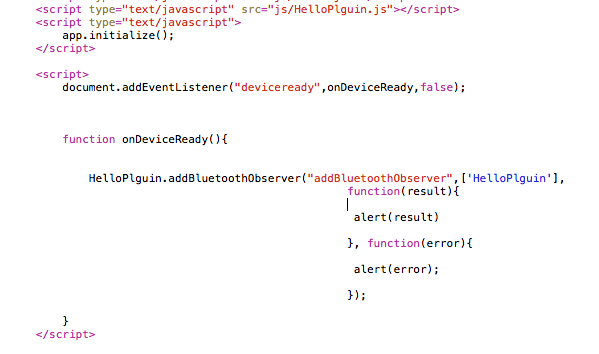 <script type="text/javascript" src="js/HelloPlguin.js"></script>
<script type="text/javascript">
app.initialize();
</script>
<script>
document.addEventListener("deviceready",onDeviceReady,false);
function onDeviceReady(){
HelloPlguin.addBluetoothObserver("addBluetoothObserver",['HelloPlguin'],
function(result){
alert(result)
}, function(error){
alert(error);
});
}
</script>